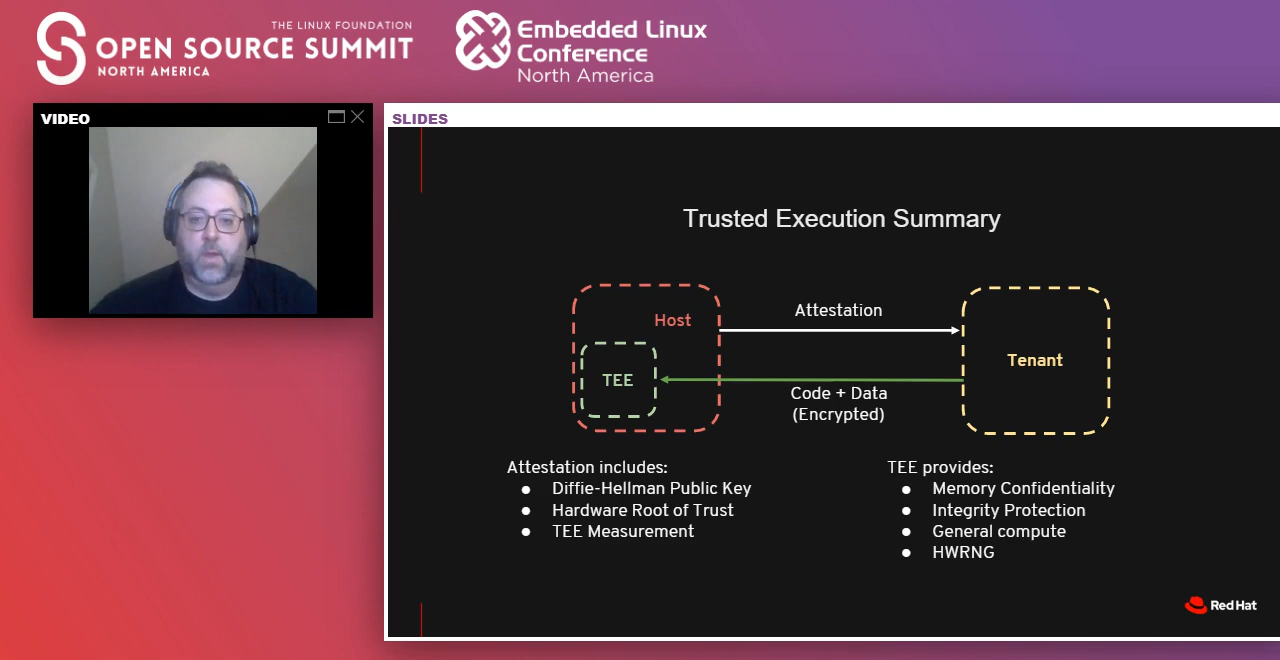 THE LINUX FOUNDATION
OPEN SOURCE SUMMIT
NORTH AMERICA
Embedded Linux
Conference
North America
VIDEO
SLIDES
Trusted Execution Summary
Host
TEE
Attestation
Code + Data
(Encrypted)
Tenant
Attestation includes:
● Diffie-Hellman Public Key
● Hardware Root of Trust
● TEE Measurement
TEE provides:
● Memory Confidentiality
● Integrity Protection
● General compute
● HWRNG
Red Hat